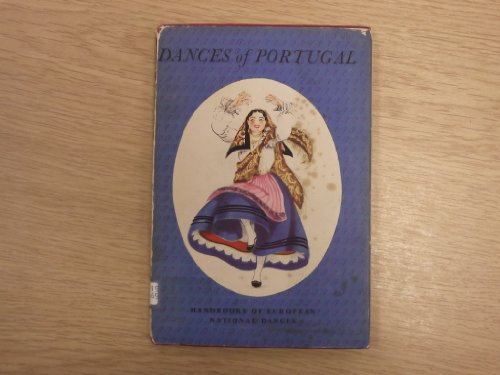 DANCES of PORTUGAL
HANDBOOKS OF EUROPEAN
NATIONAL DANCES